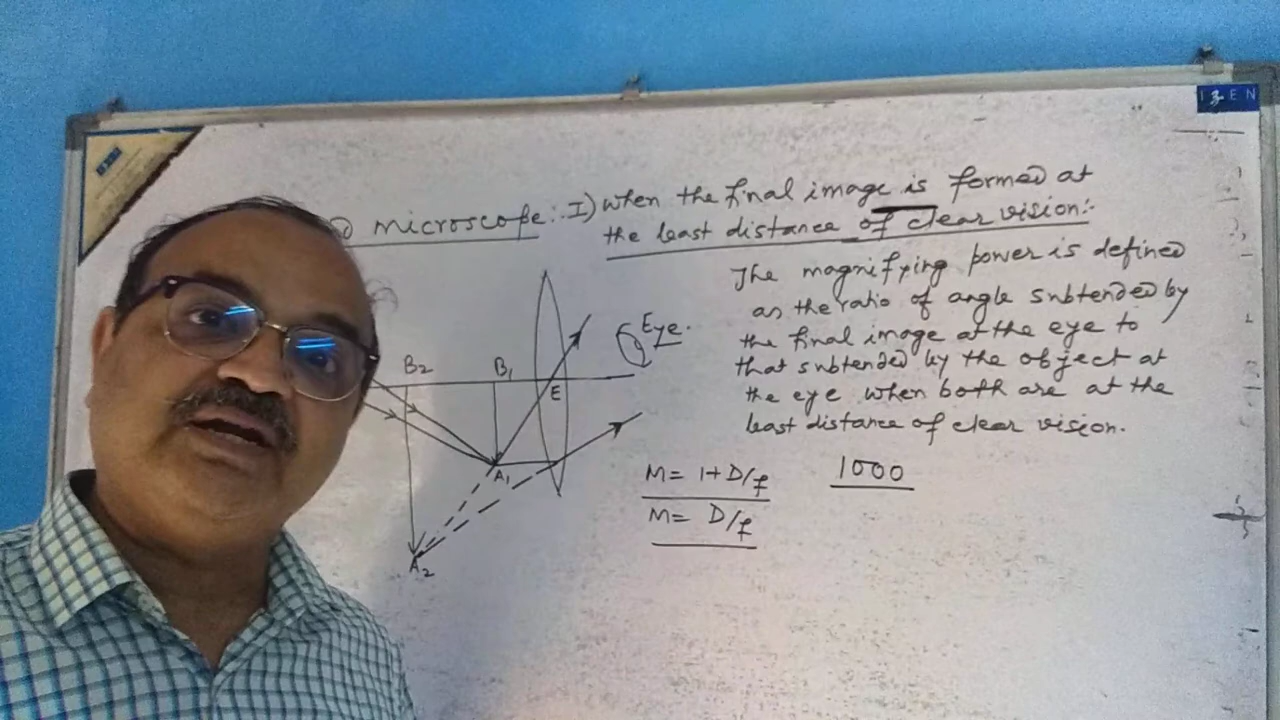 microscope:. I) when the final image is formed at
the least distance of clear vision:-
The magnifying power is defined
as the ratio of angle subtended by
the final image at the eye to
that subtended by the object at
the eye when both are at the
least distance of clear vision.
B2
B1
Eye.
E
A1
A2
M= 1+D/f
1000
M= D/f